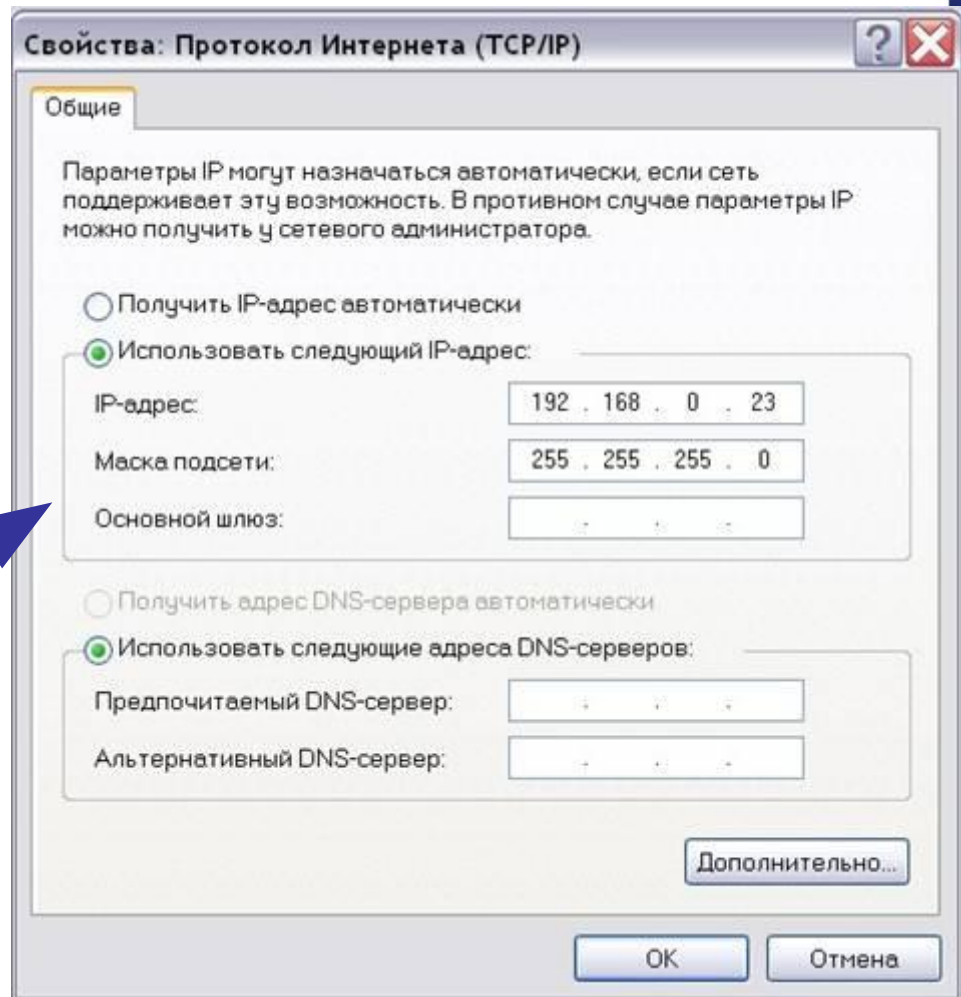 Свойства: Протокол Интернета (TCP/IP)
Общие
Параметры IP могут назначаться автоматически, если сеть
поддерживает эту возможность. В противном случае параметры IP
можно получить у сетевого администратора.
Получить IP-адрес автоматически
Использовать следующий IP-адрес:
IP-адрес: 192 . 168 . 0 . 23
Маска подсети: 255 . 255 . 255 . 0
Основной шлюз: . . .
Получить адрес DNS-сервера автоматически
Использовать следующие адреса DNS-серверов:
Предпочитаемый DNS-сервер: . . .
Альтернативный DNS-сервер: . . .
Дополнительно...
OK Отмена